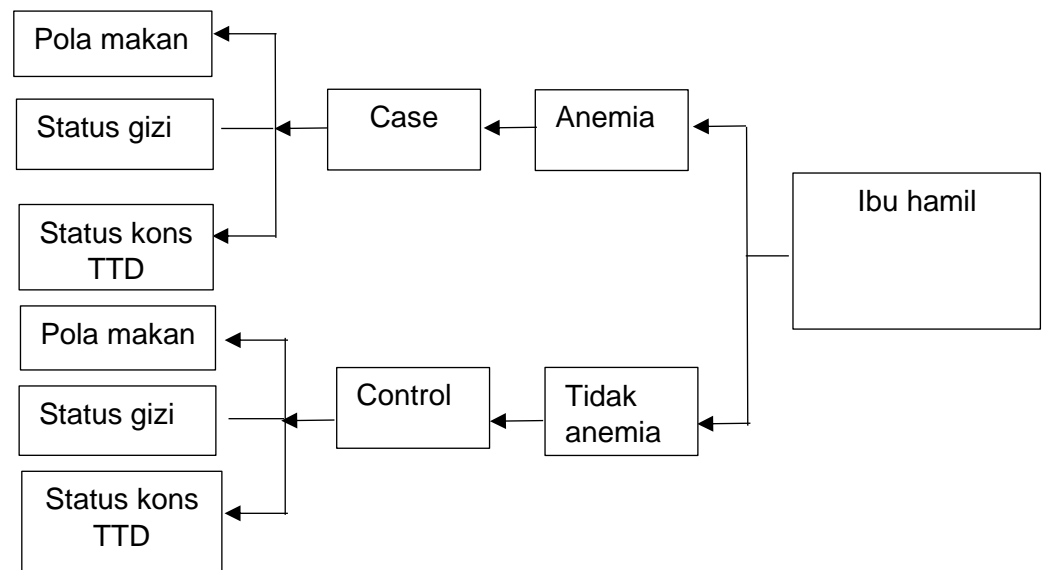 Pola makan
Status gizi
Case
Anemia
Ibu hamil
Status kons
TTD
Pola makan
Status gizi
Control
Tidak
anemia
Status kons
TTD